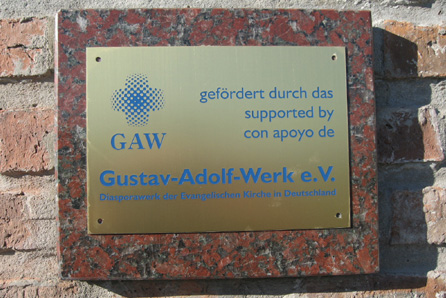 GAW
gefördert durch das
supported by
con apoyo de
Gustav-Adolf-Werk e.V.
Diasporawerk der Evangelischen Kirche in Deutschland